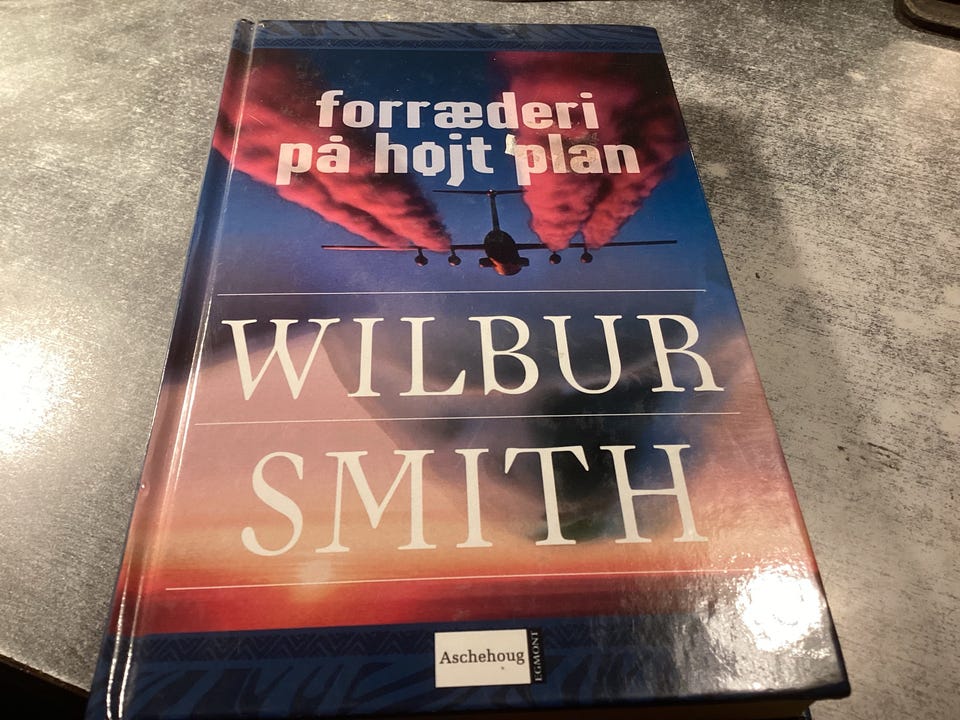 forræderi
på højt plan
WILBUR
SMITH
Aschehoug
EGMONT